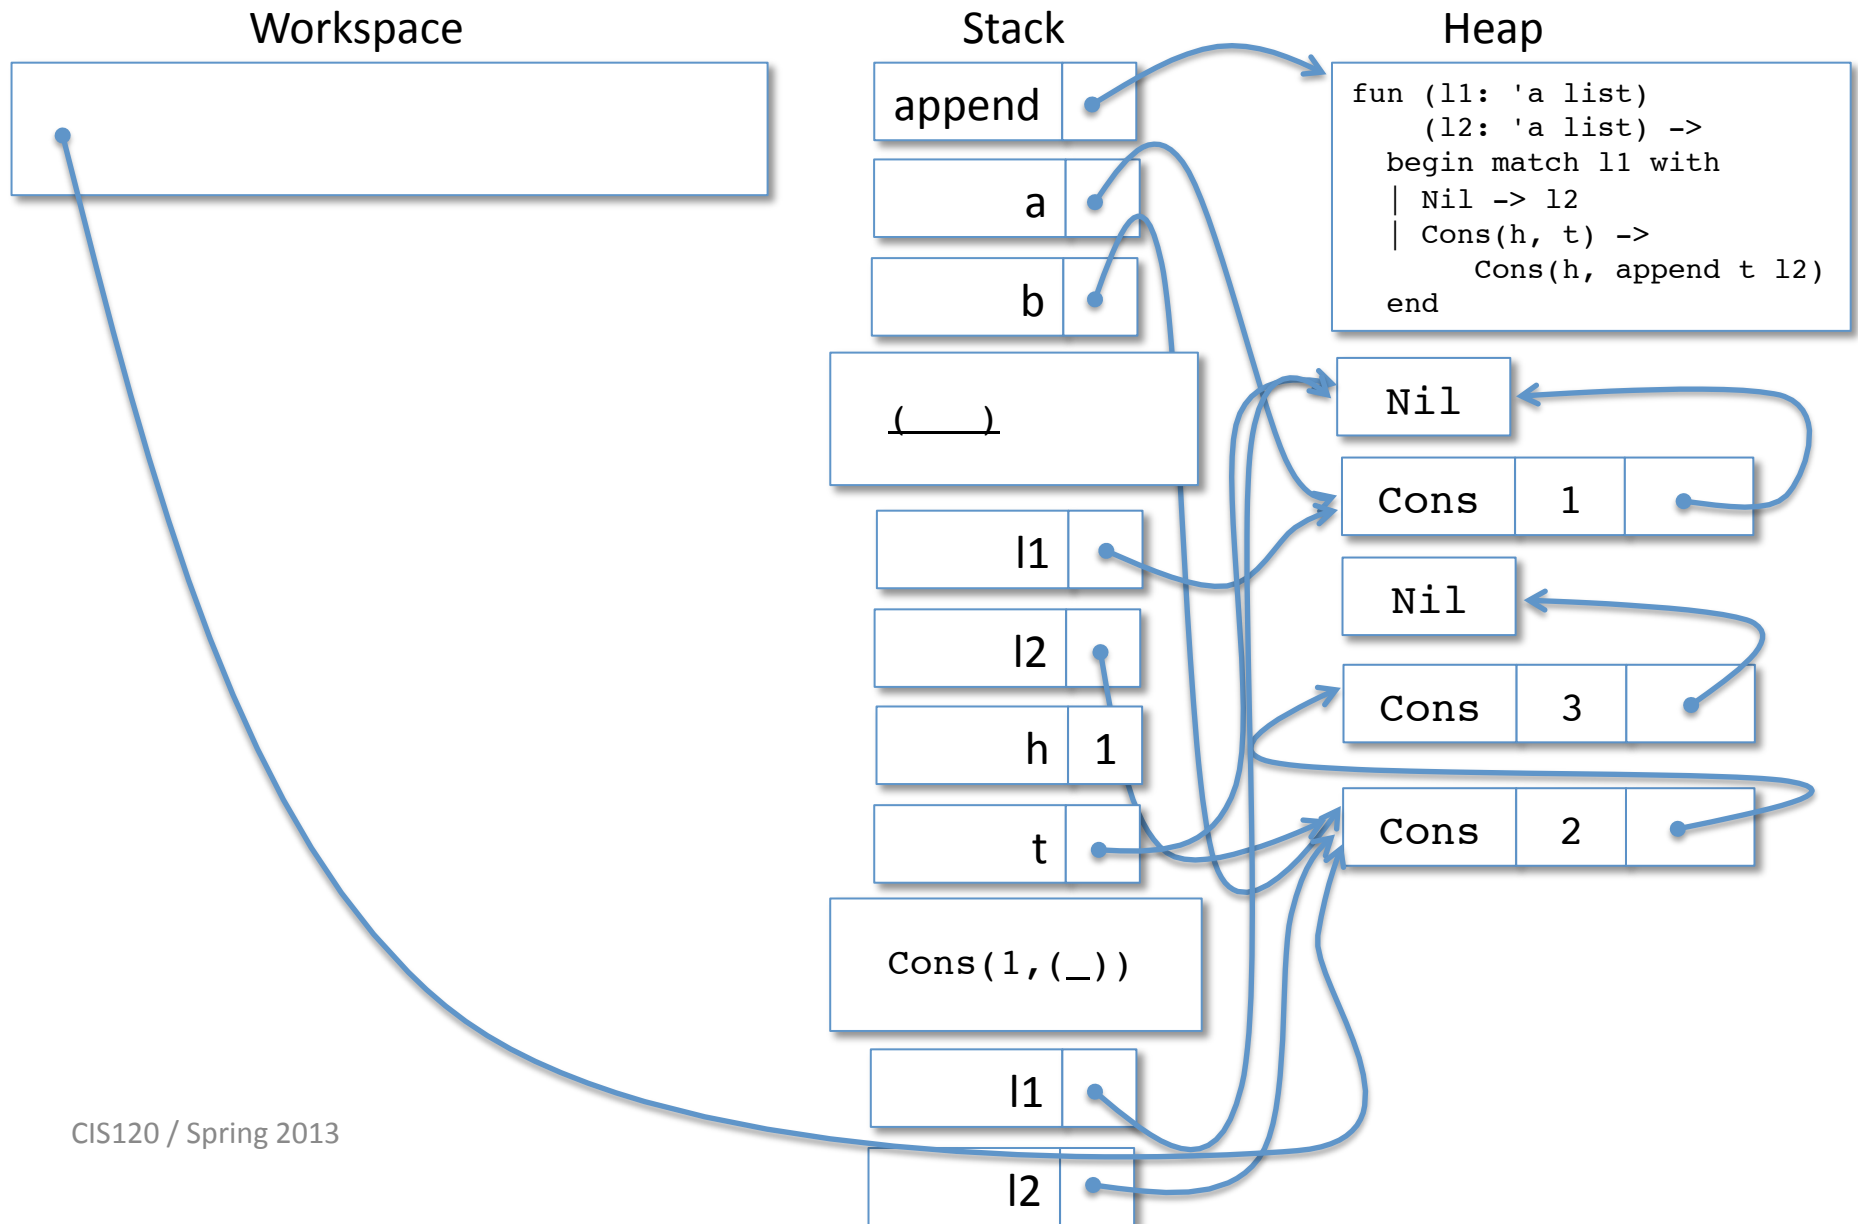 Workspace
Stack
Heap
append
a
b
(___)
l1
l2
h 1
t
Cons(1,(_))
l1
l2
fun (l1: 'a list)
(l2: 'a list) ->
begin match l1 with
| Nil -> l2
| Cons(h, t) ->
Cons(h, append t l2)
end
Nil
Cons 1
Nil
Cons 3
Cons 2
CIS120 / Spring 2013